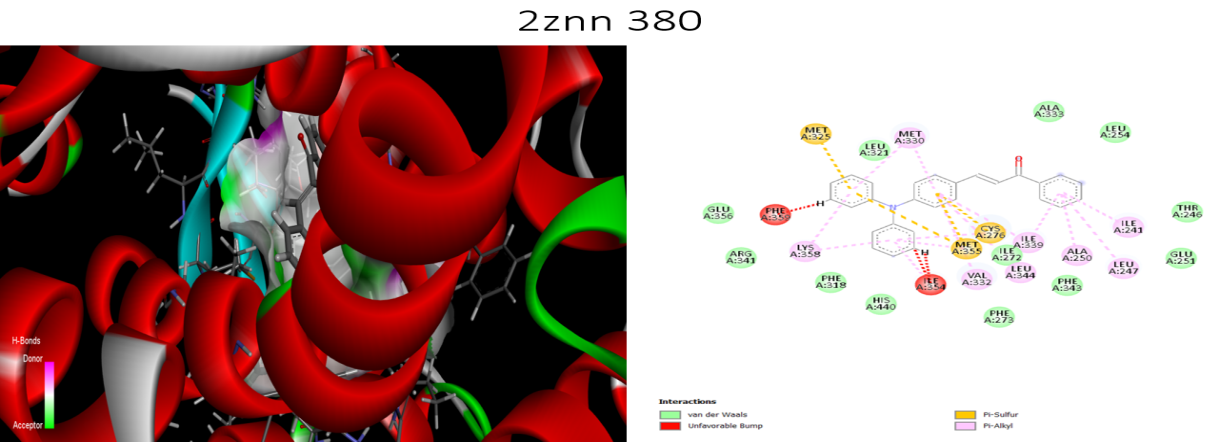 2znn 380
H-Bonds
Donor
Acceptor
ALA
A:333
MET
A:325
LEU
A:254
MET
A:330
LEU
A:321
O
H
N
GLU
A:356
PHE
THR
A:246
ILE
A:241
CYS
A:276
ILE
A:339
MET
A:355
ILE
A:272
LYS
A:358
ARG
A:341
ALA
A:250
GLU
A:251
LEU
A:247
H
LEU
A:344
VAL
A:332
ILE
A:354
PHE
A:318
PHE
A:343
HIS
A:440
PHE
A:273
Interactions
van der Waals
Unfavorable Bump
Pi-Sulfur
Pi-Alkyl